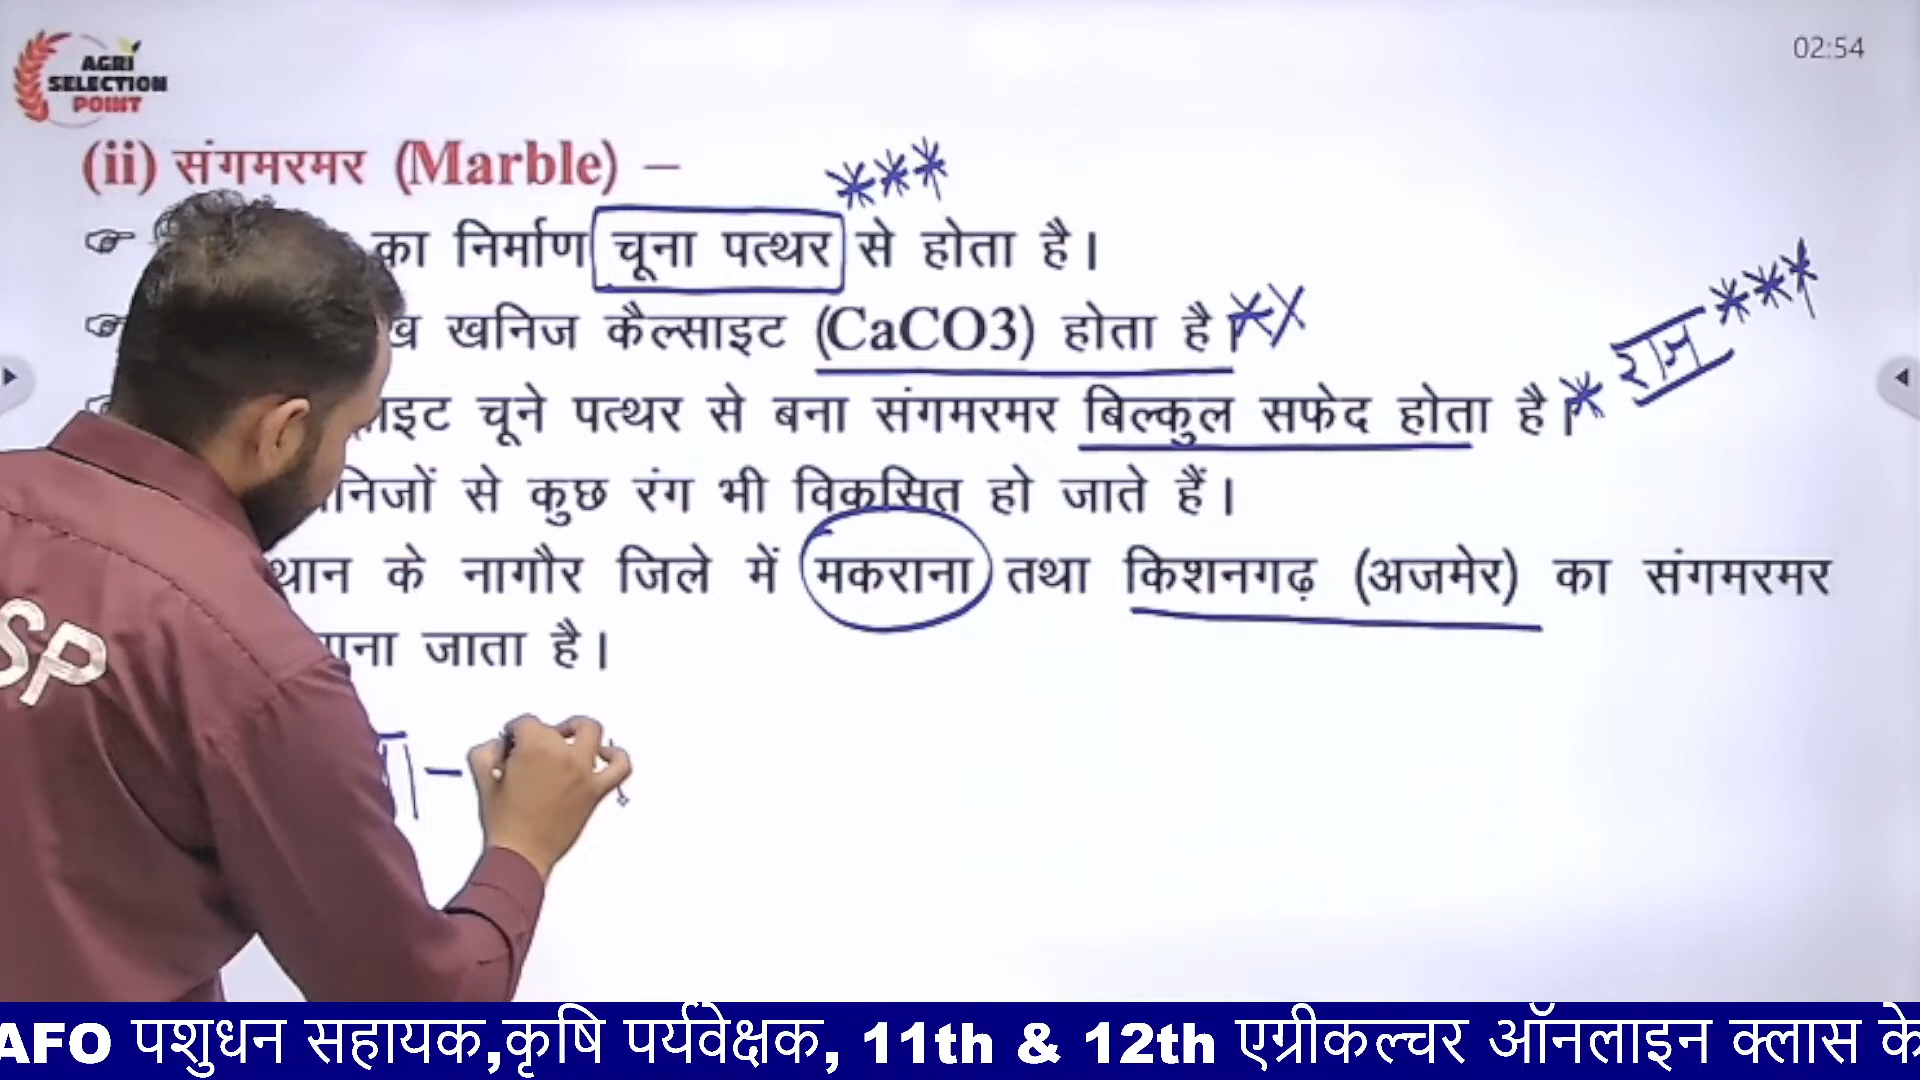 AGRI
SELECTION
POINT
02:54
(ii) संगमरमर (Marble) –
का निर्माण चूना पत्थर से होता है।
खनिज कैल्साइट (CaCO3) होता है।
चूने पत्थर से बना संगमरमर बिल्कुल सफेद होता है।
से कुछ रंग भी विकसित हो जाते हैं।
के नागौर जिले में मकराना तथा किशनगढ़ (अजमेर) का संगमरमर
जाता है।
SP
AFO पशुधन सहायक,कृषि पर्यवेक्षक, 11th & 12th एग्रीकल्चर ऑनलाइन क्लास के